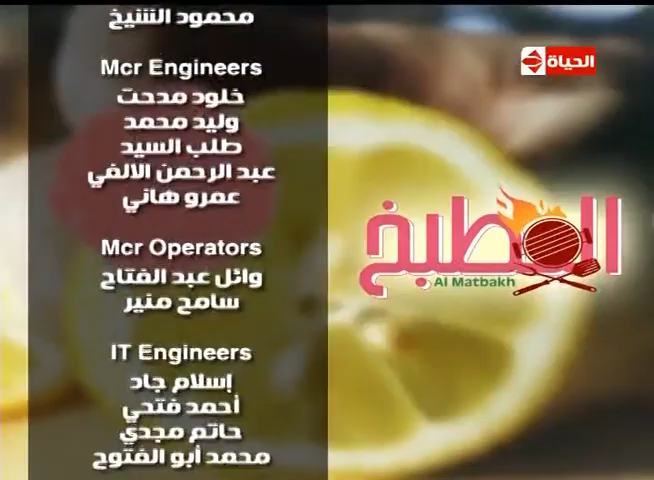 محمود الشيخ
Mcr Engineers
خلود مدحت
وليد محمد
طلب السيد
عبد الرحمن الالفي
عمرو هاني
Mcr Operators
وائل عبد الفتاح
سامح منير
IT Engineers
إسلام جاد
أحمد فتحي
حاتم مجدي
محمد أبو الفتوح
الحياة
المطبخ
Al Matbakh